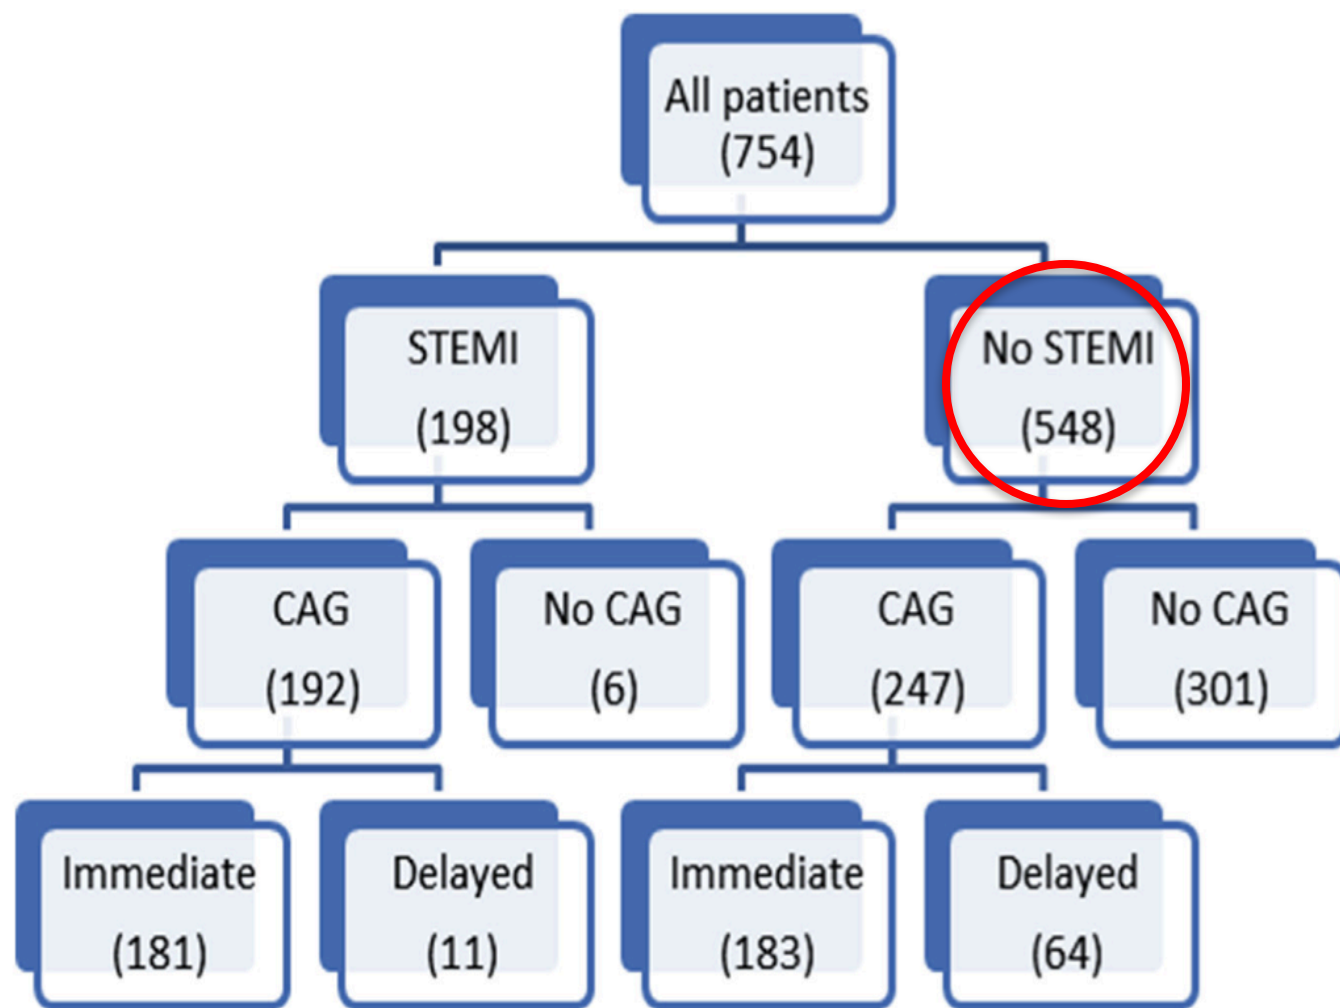 All patients
(754)
STEMI
(198)
No STEMI
(548)
CAG
(192)
No CAG
(6)
CAG
(247)
No CAG
(301)
Immediate
(181)
Delayed
(11)
Immediate
(183)
Delayed
(64)